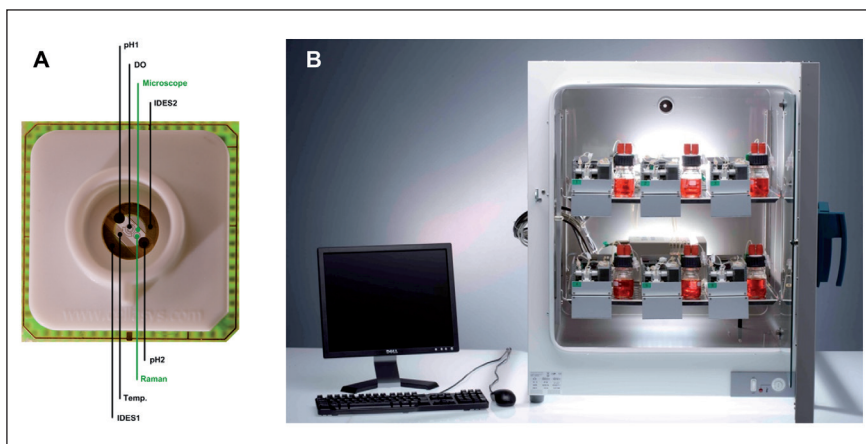 A
pH1
DO
Microscope
IDES2
pH2
Raman
Temp.
IDES1
B
DELL